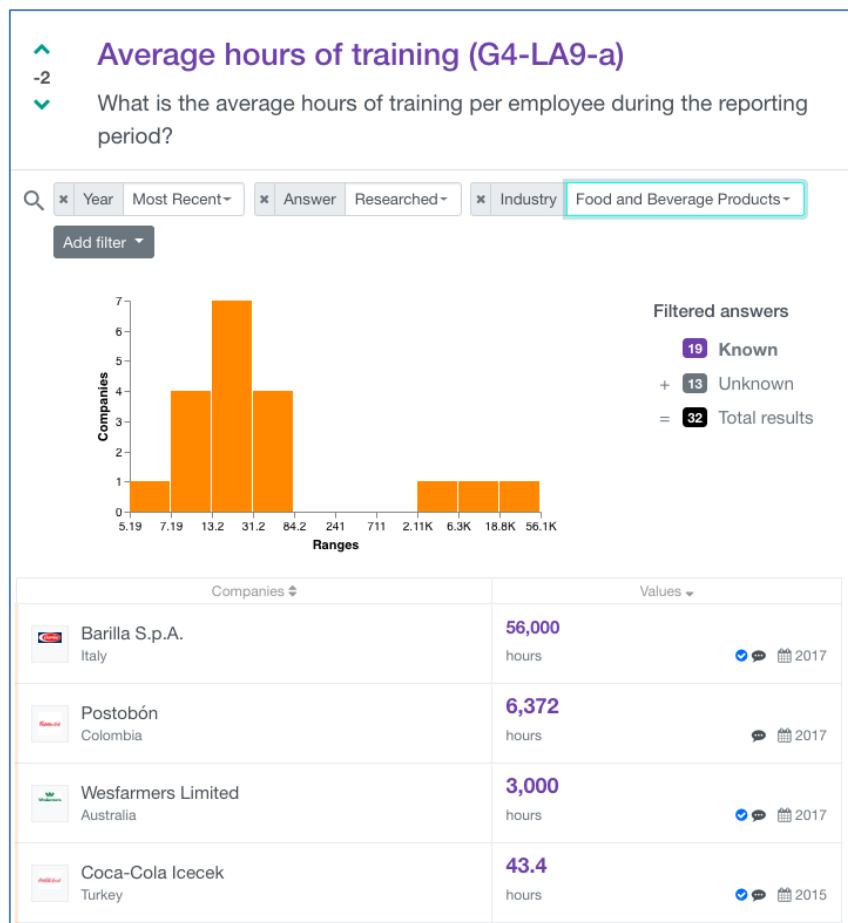 Average hours of training (G4-LA9-a)
-2
What is the average hours of training per employee during the reporting
period?
× Year Most Recent
× Answer Researched
× Industry Food and Beverage Products
Add filter
Filtered answers
19 Known
+ 13 Unknown
= 32 Total results
Companies
7
6
5
4
3
2
1
0
5.19 7.19 13.2 31.2 84.2 241 711 2.11K 6.3K 18.8K 56.1K
Ranges
Companies Values
Barilla S.p.A. 56,000
Italy hours 2017
Postobón 6,372
Colombia hours 2017
Wesfarmers Limited 3,000
Australia hours 2017
Coca-Cola Icecek 43.4
Turkey hours 2015